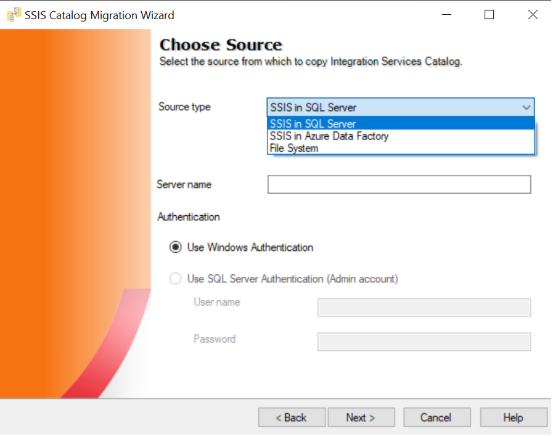 SSIS Catalog Migration Wizard
Choose Source
Select the source from which to copy Integration Services Catalog.
Source type
SSIS in SQL Server
SSIS in SQL Server
SSIS in Azure Data Factory
File System
Server name
Authentication
Use Windows Authentication
Use SQL Server Authentication (Admin account)
User name
Password
< Back Next > Cancel Help